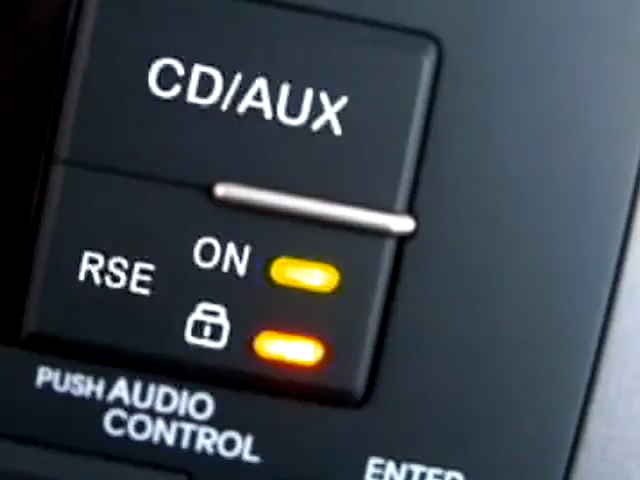 CD/AUX
RSE ON
PUSH AUDIO
CONTROL
ENTER